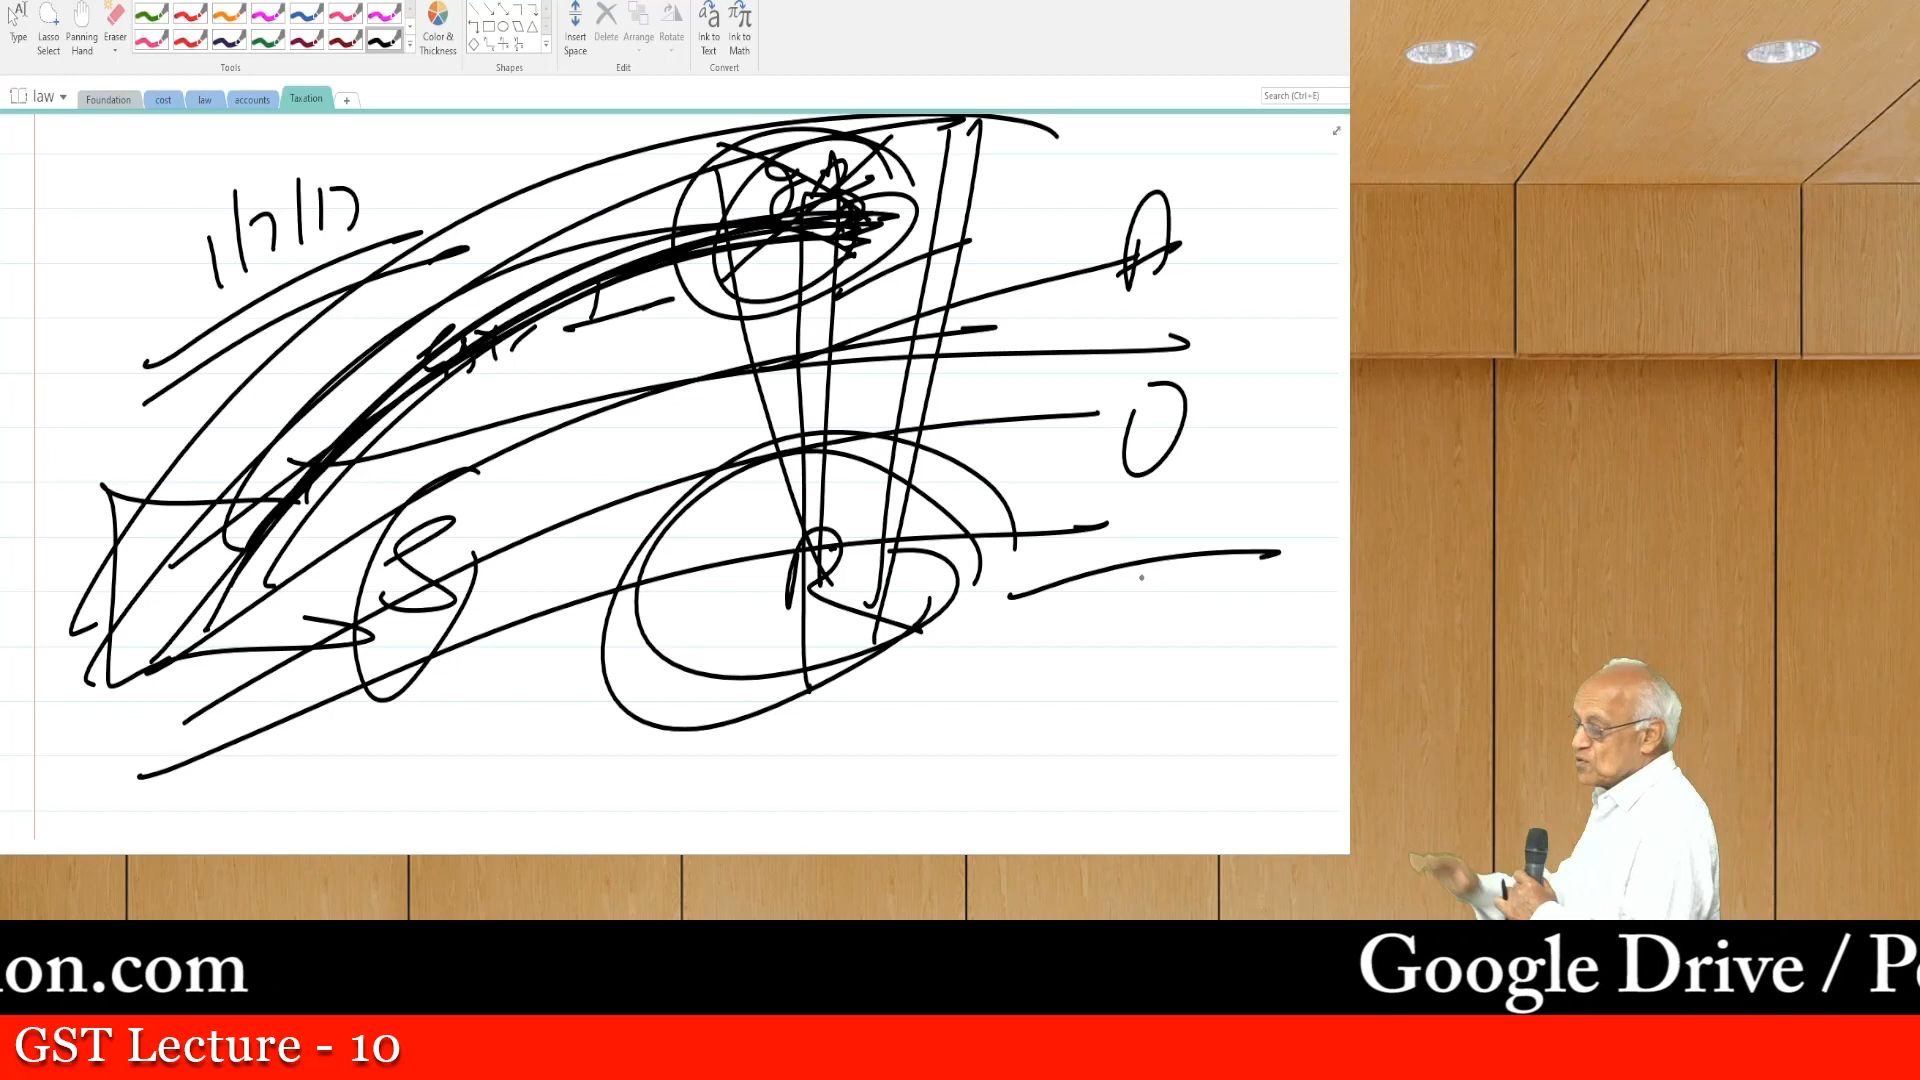 Type
Lasso Select
Panning Hand
Eraser
Color & Thickness
Insert Space
Delete
Arrange
Rotate
Ink to Text
Ink to Math
Tools
Shapes
Edit
Convert
law
Foundation
cost
law
accounts
Taxation
+
Search (Ctrl+E)
1/7/17
A
O
S
on.com
Google Drive / P
GST Lecture - 10